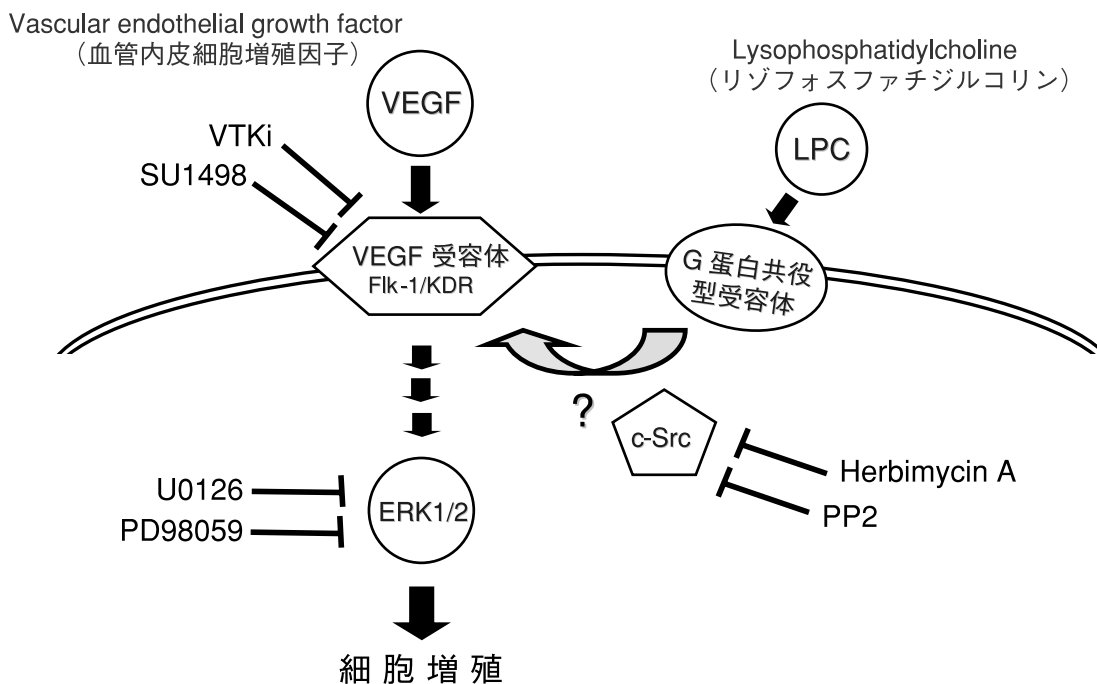 Vascular endothelial growth factor
（血管内皮細胞増殖因子）
VEGF
Lysophosphatidylcholine
（リゾフォスファチジルコリン）
LPC
VTKi
SU1498
VEGF 受容体
Flk-1/KDR
G 蛋白共役
型受容体
?
c-Src
Herbimycin A
PP2
U0126
PD98059
ERK1/2
細 胞 増 殖